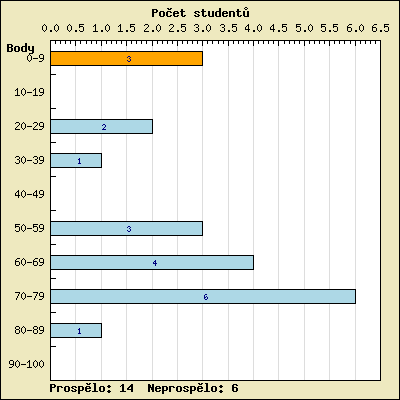 Počet studentů
0.0 0.5 1.0 1.5 2.0 2.5 3.0 3.5 4.0 4.5 5.0 5.5 6.0 6.5
Body
0-9 3
10-19
20-29 2
30-39 1
40-49
50-59 3
60-69 4
70-79 6
80-89 1
90-100
Prospělo: 14 Neprospělo: 6